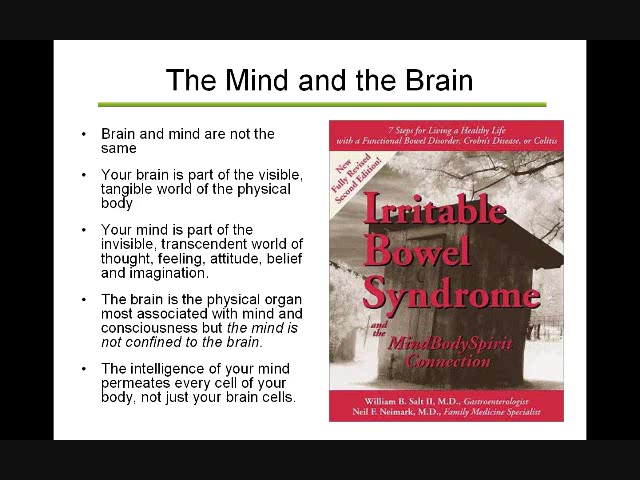 The Mind and the Brain
• Brain and mind are not the
same
• Your brain is part of the visible,
tangible world of the physical
body
• Your mind is part of the
invisible, transcendent world of
thought, feeling, attitude, belief
and imagination.
• The brain is the physical organ
most associated with mind and
consciousness but the mind is
not confined to the brain.
• The intelligence of your mind
permeates every cell of your
body, not just your brain cells.
7 Steps for Living a Healthy Life
with a Functional Bowel Disorder, Crohn's Disease, or Colitis
New
Fully Revised
Second Edition!
Irritable
Bowel
Syndrome
and
the
MindBodySpirit
Connection
William B. Salt II, M.D., Gastroenterologist
Neil F. Neimark, M.D., Family Medicine Specialist